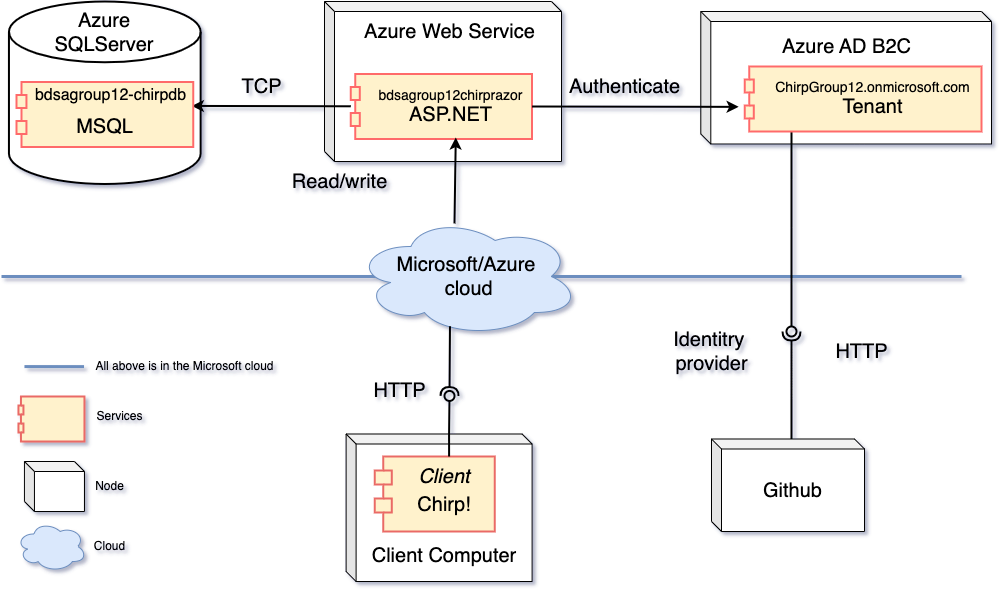 Azure
SQLServer
bdsagroup12-chirpdb
MSQL
TCP
Azure Web Service
bdsagroup12chirprazor
ASP.NET
Authenticate
Azure AD B2C
ChirpGroup12.onmicrosoft.com
Tenant
Read/write
Microsoft/Azure
cloud
Identitry
provider
HTTP
HTTP
Client
Chirp!
Client Computer
Github
All above is in the Microsoft cloud
Services
Node
Cloud